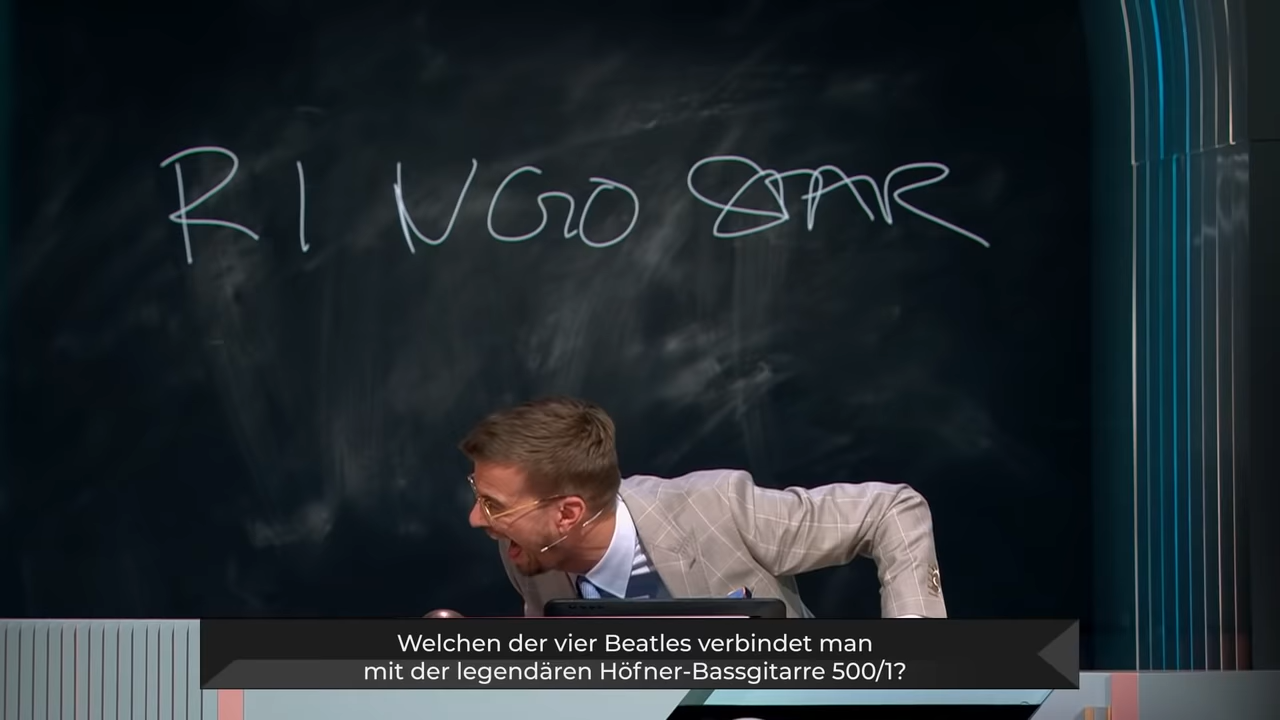 RINGO STAR
Welchen der vier Beatles verbindet man
mit der legendären Höfner-Bassgitarre 500/1?